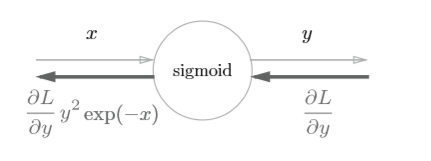 x y
sigmoid
∂L/∂y y² exp(−x) ∂L/∂y